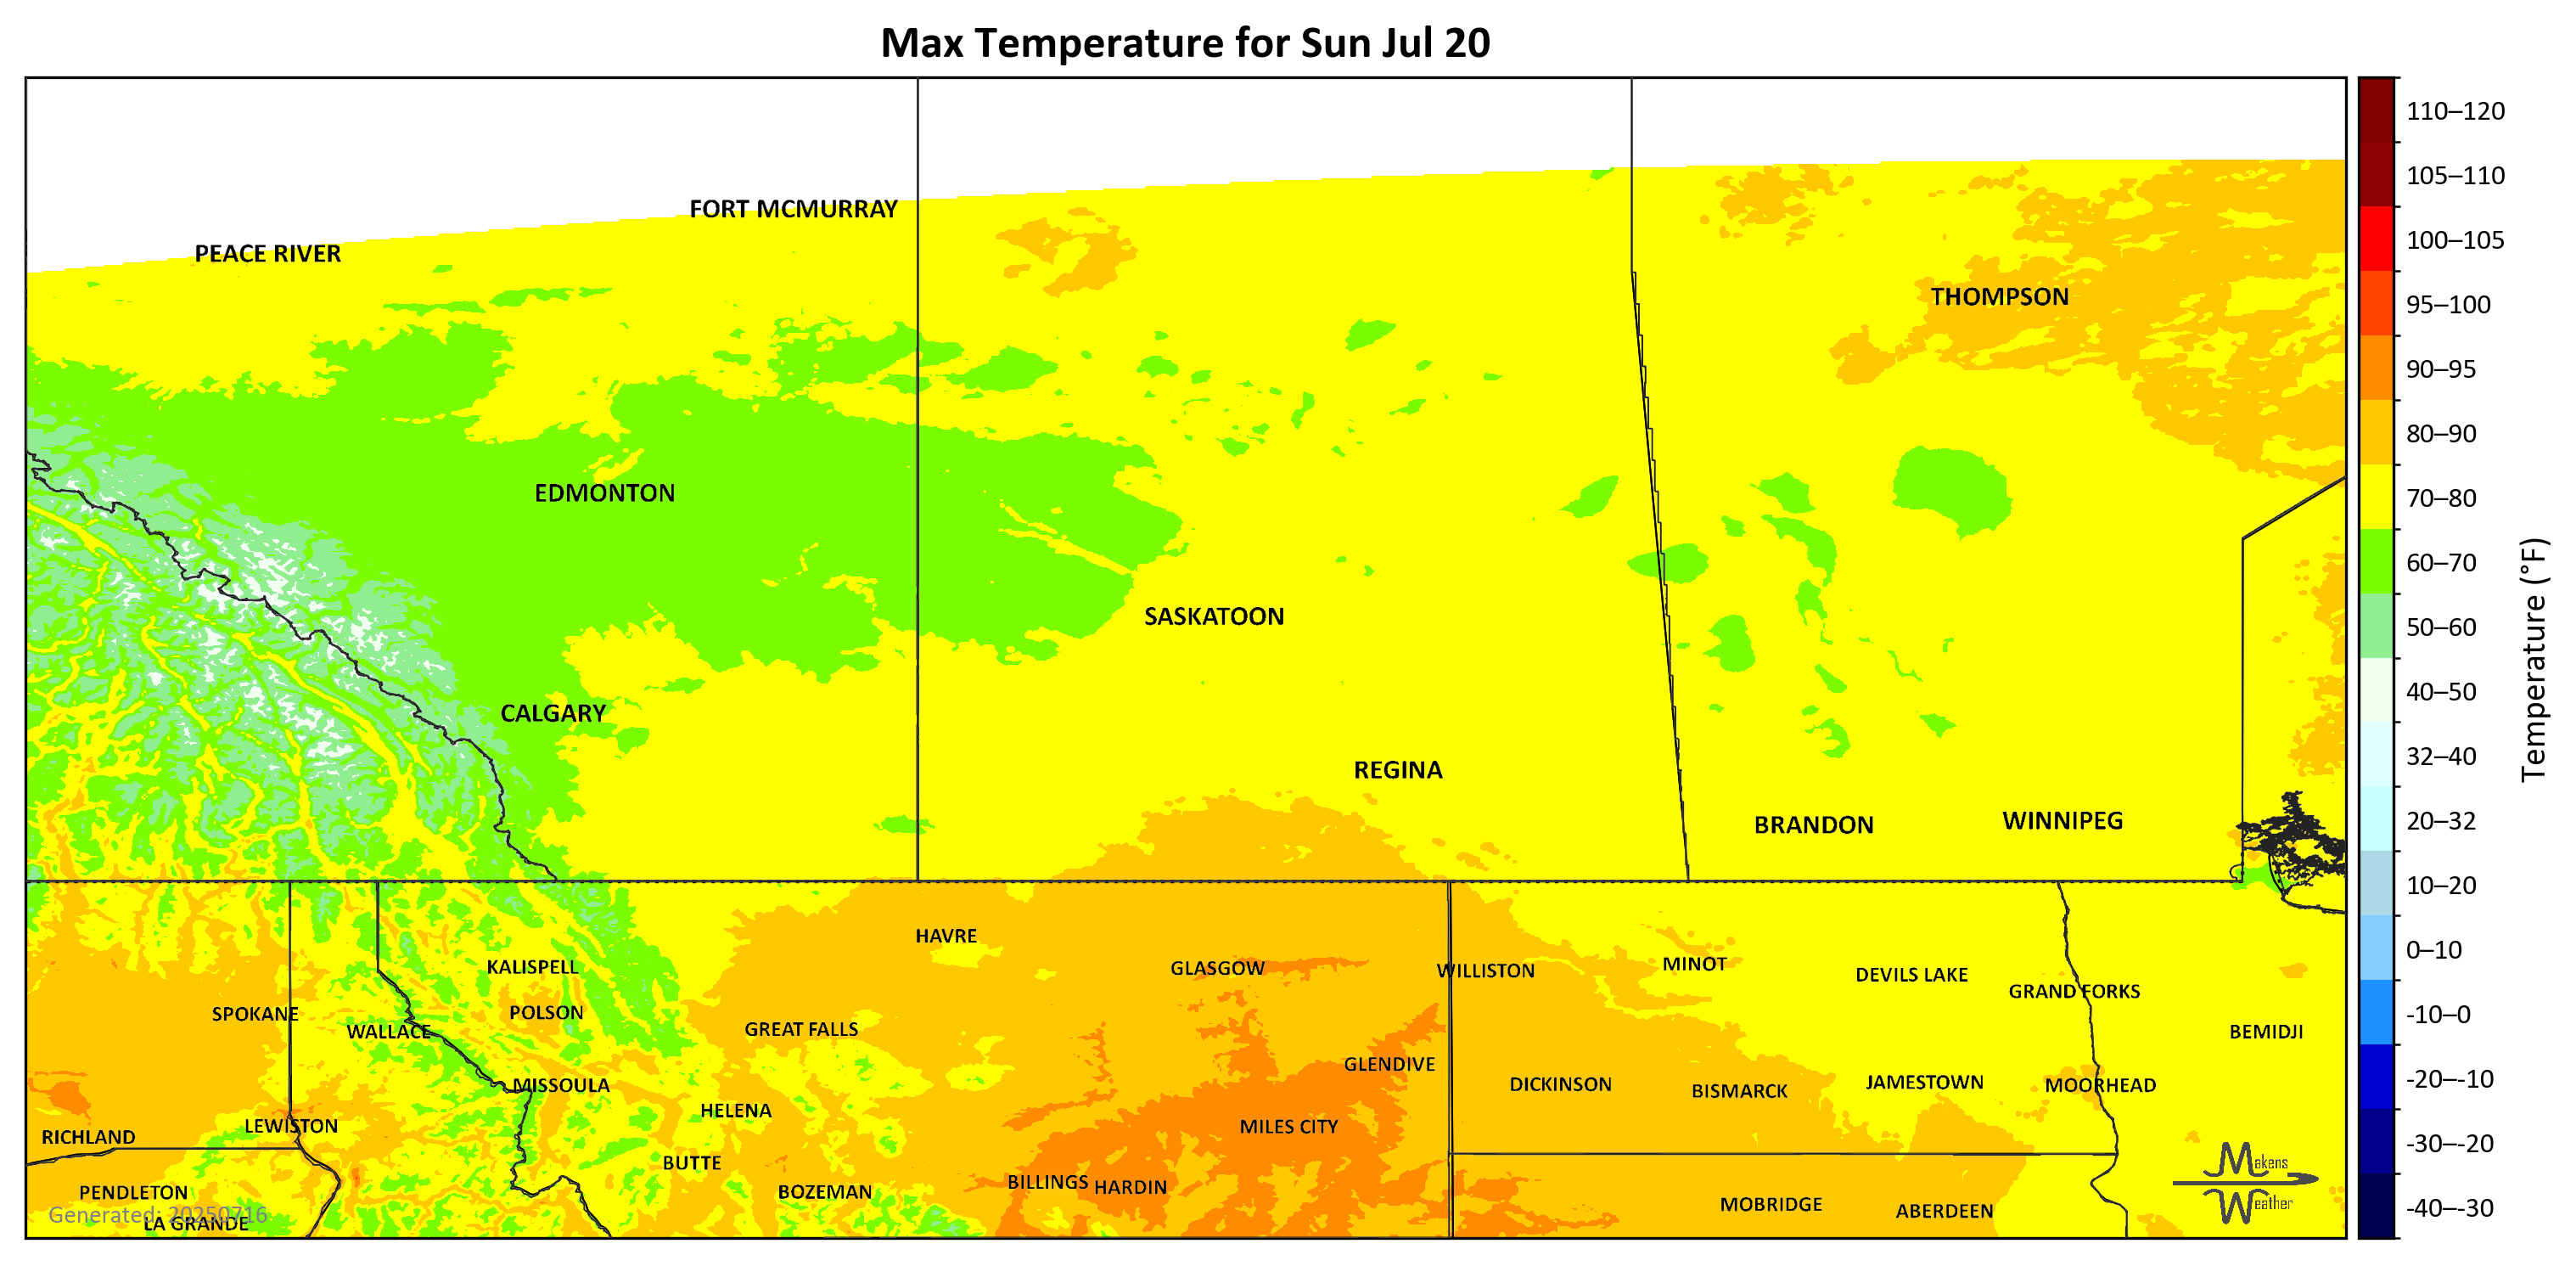 Max Temperature for Sun Jul 20
FORT MCMURRAY
PEACE RIVER
THOMPSON
EDMONTON
SASKATOON
CALGARY
REGINA
BRANDON
WINNIPEG
HAVRE
KALISPELL
GLASGOW
WILLISTON
MINOT
DEVILS LAKE
GRAND FORKS
SPOKANE
POLSON
WALLACE
GREAT FALLS
BEMIDJI
GLENDIVE
MISSOULA
DICKINSON
BISMARCK
JAMESTOWN
MOORHEAD
HELENA
LEWISTON
MILES CITY
RICHLAND
BUTTE
BILLINGS
HARDIN
PENDLETON
BOZEMAN
MOBRIDGE
ABERDEEN
LA GRANDE
Generated: 20250716
Makens
Weather
110–120
105–110
100–105
95–100
90–95
80–90
70–80
60–70
50–60
40–50
32–40
20–32
10–20
0–10
-10–0
-20–-10
-30–-20
-40–-30
Temperature (°F)